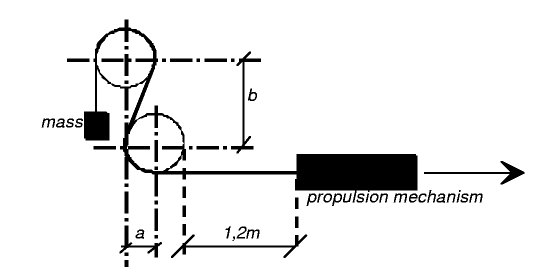 b
mass
propulsion mechanism
a
1,2m